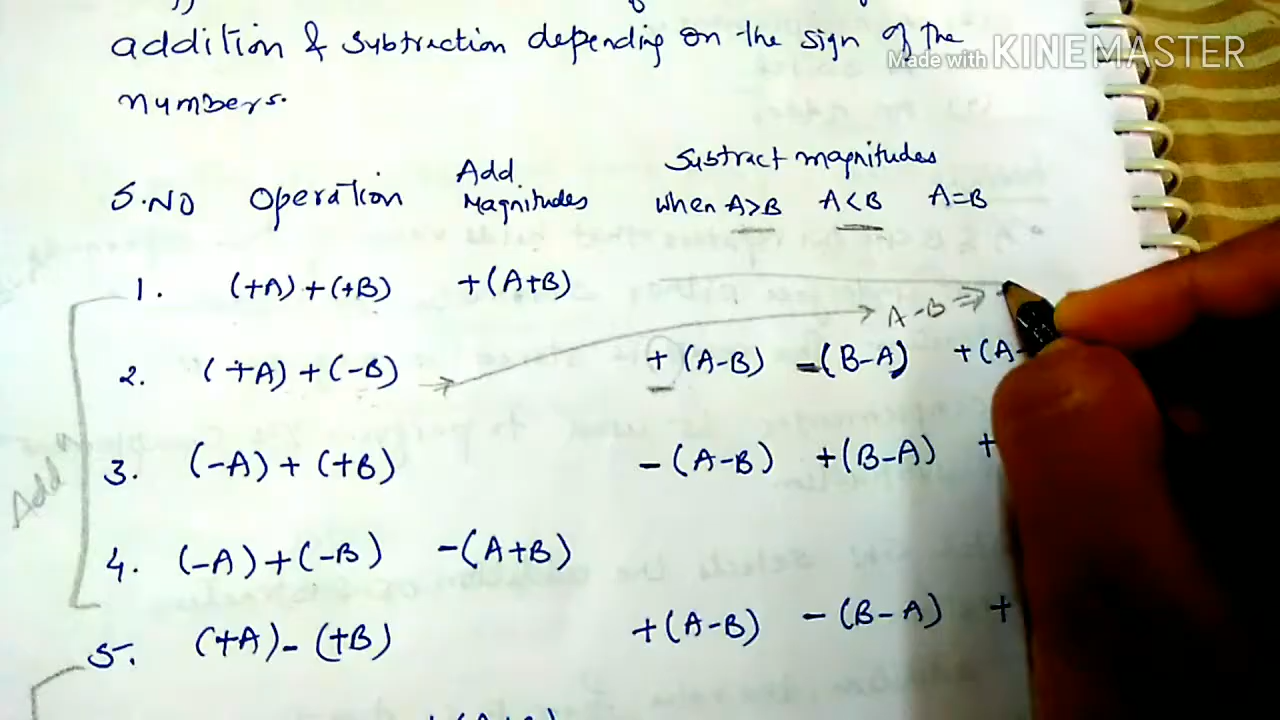 addition & Subtraction depending on the sign of the
Made with KINEMASTER
numbers.
S.NO Operation Add Magnitudes Subtract magnitudes
when A>B A<B A=B
1. (+A) + (+B) +(A+B)
A-B ⇒
2. (+A) + (-B) → +(A-B) -(B-A) +(A-
3. (-A) + (+B) -(A-B) +(B-A) +
Add
4. (-A) + (-B) -(A+B)
5. (+A) - (+B) +(A-B) -(B-A) +